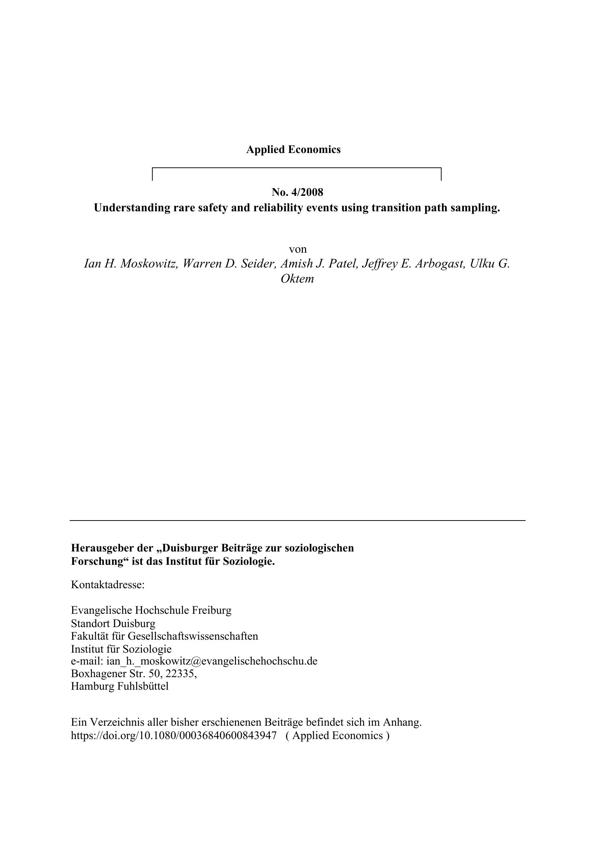 Applied Economics
No. 4/2008
Understanding rare safety and reliability events using transition path sampling.
von
Ian H. Moskowitz, Warren D. Seider, Amish J. Patel, Jeffrey E. Arbogast, Ulku G.
Oktem
Herausgeber der „Duisburger Beiträge zur soziologischen
Forschung“ ist das Institut für Soziologie.
Kontaktadresse:
Evangelische Hochschule Freiburg
Standort Duisburg
Fakultät für Gesellschaftswissenschaften
Institut für Soziologie
e-mail: ian_h._moskowitz@evangelischehochschu.de
Boxhagener Str. 50, 22335,
Hamburg Fuhlsbüttel
Ein Verzeichnis aller bisher erschienenen Beiträge befindet sich im Anhang.
https://doi.org/10.1080/00036840600843947 ( Applied Economics )